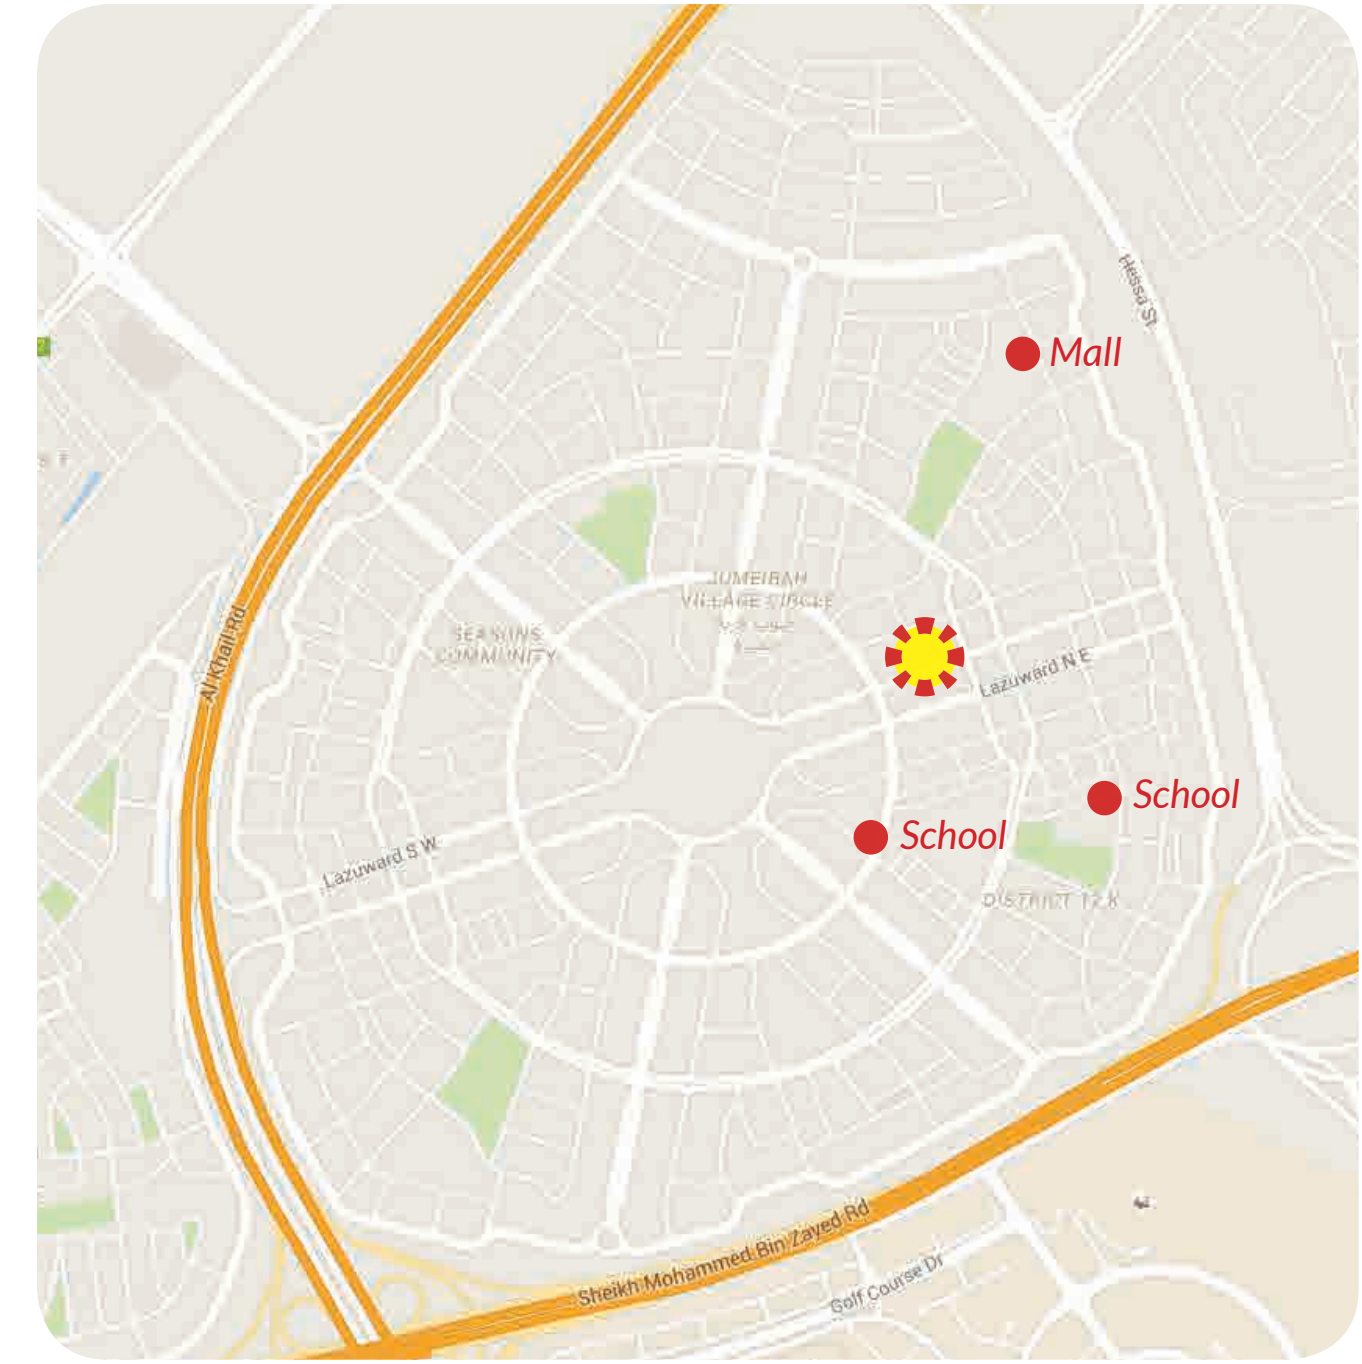 Hessa St
Mall
JUMEIRAH
VILLAGE CIRCLE
SEASONS
COMMUNITY
Al Khail Rd
Lazuward N E
School
School
Lazuward S W
DISTRICT 12 K
Sheikh Mohammed Bin Zayed Rd
Golf Course Dr